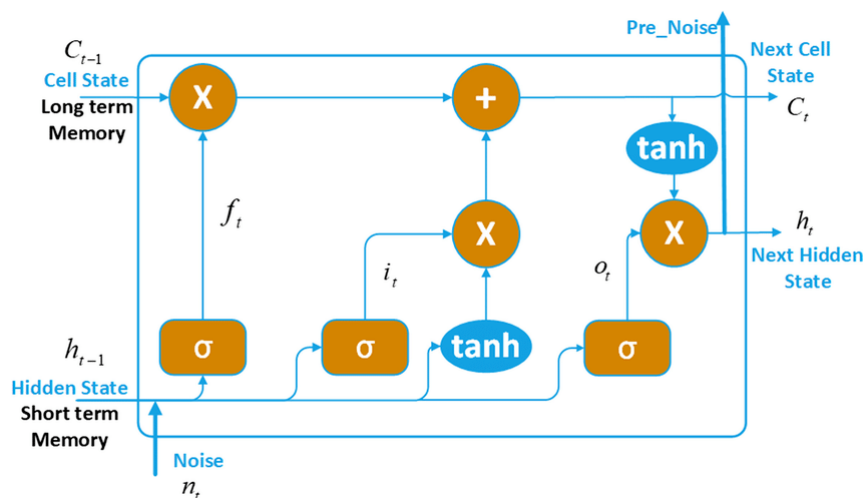 Pre_Noise
C_{t-1}
Cell State
Long term
Memory
X
+
Next Cell
State
C_t
tanh
f_t
X
X
h_t
Next Hidden
State
i_t
o_t
h_{t-1}
σ
σ
tanh
σ
Hidden State
Short term
Memory
Noise
n_t